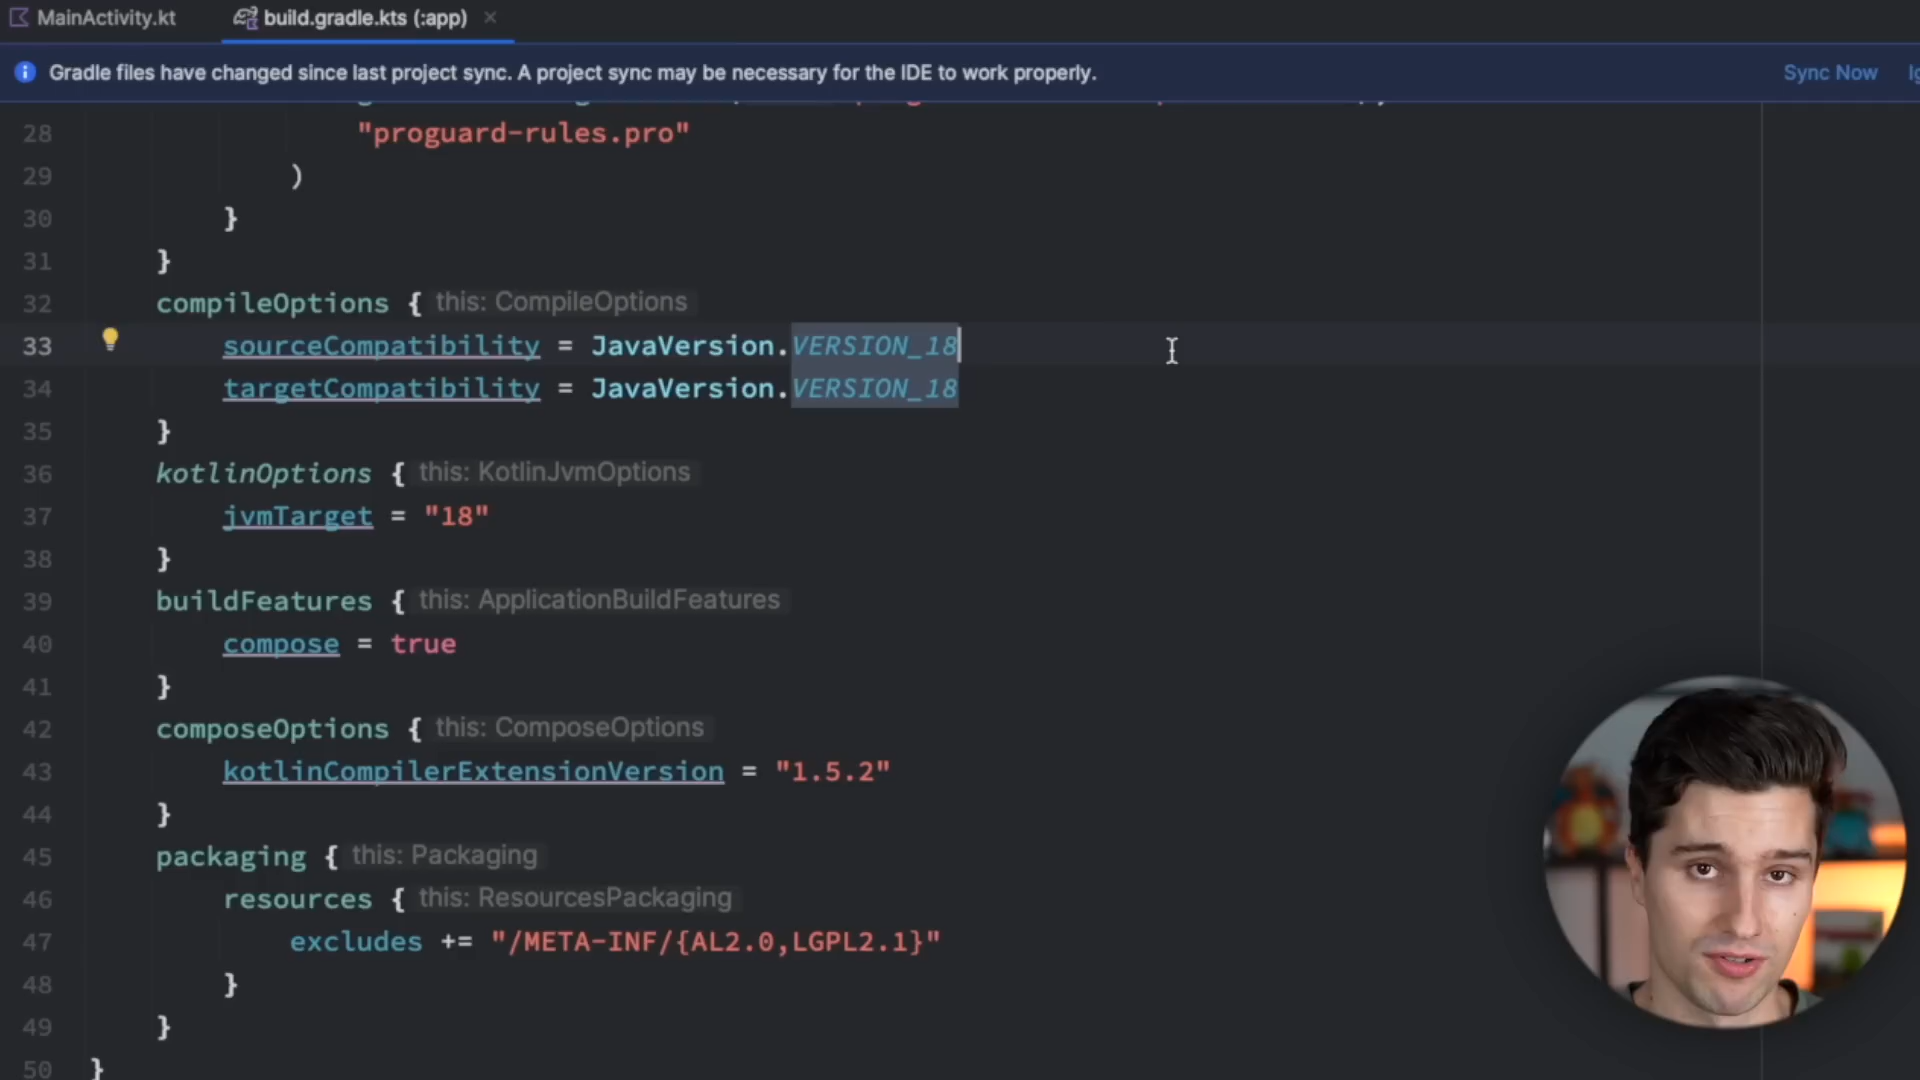 MainActivity.kt
build.gradle.kts (:app)
Gradle files have changed since last project sync. A project sync may be necessary for the IDE to work properly.
Sync Now
28 "proguard-rules.pro"
29 )
30 }
31 }
32 compileOptions { this: CompileOptions
33 sourceCompatibility = JavaVersion.VERSION_18
34 targetCompatibility = JavaVersion.VERSION_18
35 }
36 kotlinOptions { this: KotlinJvmOptions
37 jvmTarget = "18"
38 }
39 buildFeatures { this: ApplicationBuildFeatures
40 compose = true
41 }
42 composeOptions { this: ComposeOptions
43 kotlinCompilerExtensionVersion = "1.5.2"
44 }
45 packaging { this: Packaging
46 resources { this: ResourcesPackaging
47 excludes += "/META-INF/{AL2.0,LGPL2.1}"
48 }
49 }
50 }